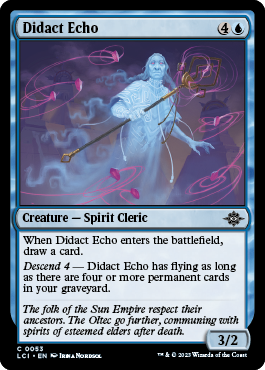 Didact Echo 4
Creature — Spirit Cleric
When Didact Echo enters the battlefield,
draw a card.
Descend 4 — Didact Echo has flying as long
as there are four or more permanent cards
in your graveyard.
The folk of the Sun Empire respect their
ancestors. The Oltec go further, communing with
spirits of esteemed elders after death.
3/2
C 0053
LCI • EN Irina Nordsol
™ & © 2023 Wizards of the Coast